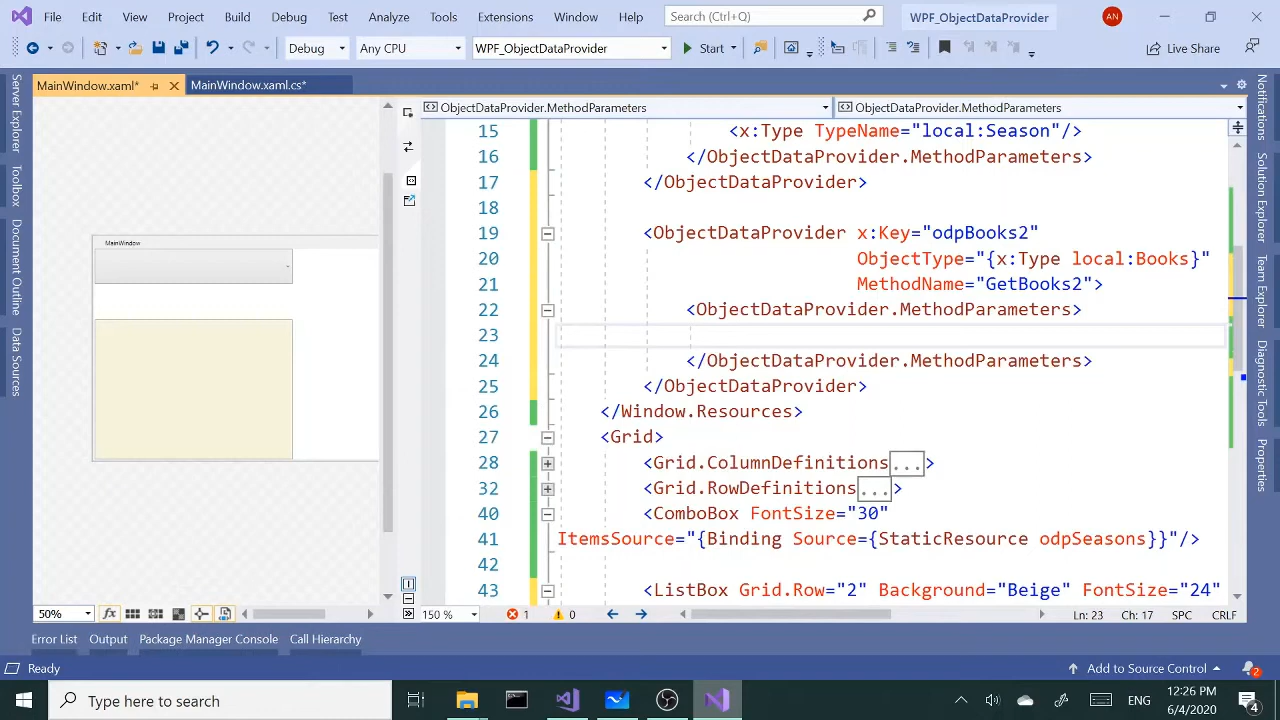 File Edit View Project Build Debug Test Analyze Tools Extensions Window Help Search (Ctrl+Q) WPF_ObjectDataProvider AN
Debug Any CPU WPF_ObjectDataProvider Start Live Share
MainWindow.xaml* MainWindow.xaml.cs*
ObjectDataProvider.MethodParameters ObjectDataProvider.MethodParameters
Server Explorer
Toolbox
Document Outline
Data Sources
MainWindow
15 <x:Type TypeName="local:Season"/>
16 </ObjectDataProvider.MethodParameters>
17 </ObjectDataProvider>
18
19 <ObjectDataProvider x:Key="odpBooks2"
20 ObjectType="{x:Type local:Books}"
21 MethodName="GetBooks2">
22 <ObjectDataProvider.MethodParameters>
23
24 </ObjectDataProvider.MethodParameters>
25 </ObjectDataProvider>
26 </Window.Resources>
27 <Grid>
28 <Grid.ColumnDefinitions...>
32 <Grid.RowDefinitions...>
40 <ComboBox FontSize="30"
41 ItemsSource="{Binding Source={StaticResource odpSeasons}}"/>
42
43 <ListBox Grid.Row="2" Background="Beige" FontSize="24"
Notifications
Solution Explorer
Team Explorer
Diagnostic Tools
Properties
50% fx 150 % 1 0 Ln: 23 Ch: 17 SPC CRLF
Error List Output Package Manager Console Call Hierarchy
Ready Add to Source Control 2
Type here to search ENG 12:26 PM
6/4/2020 4